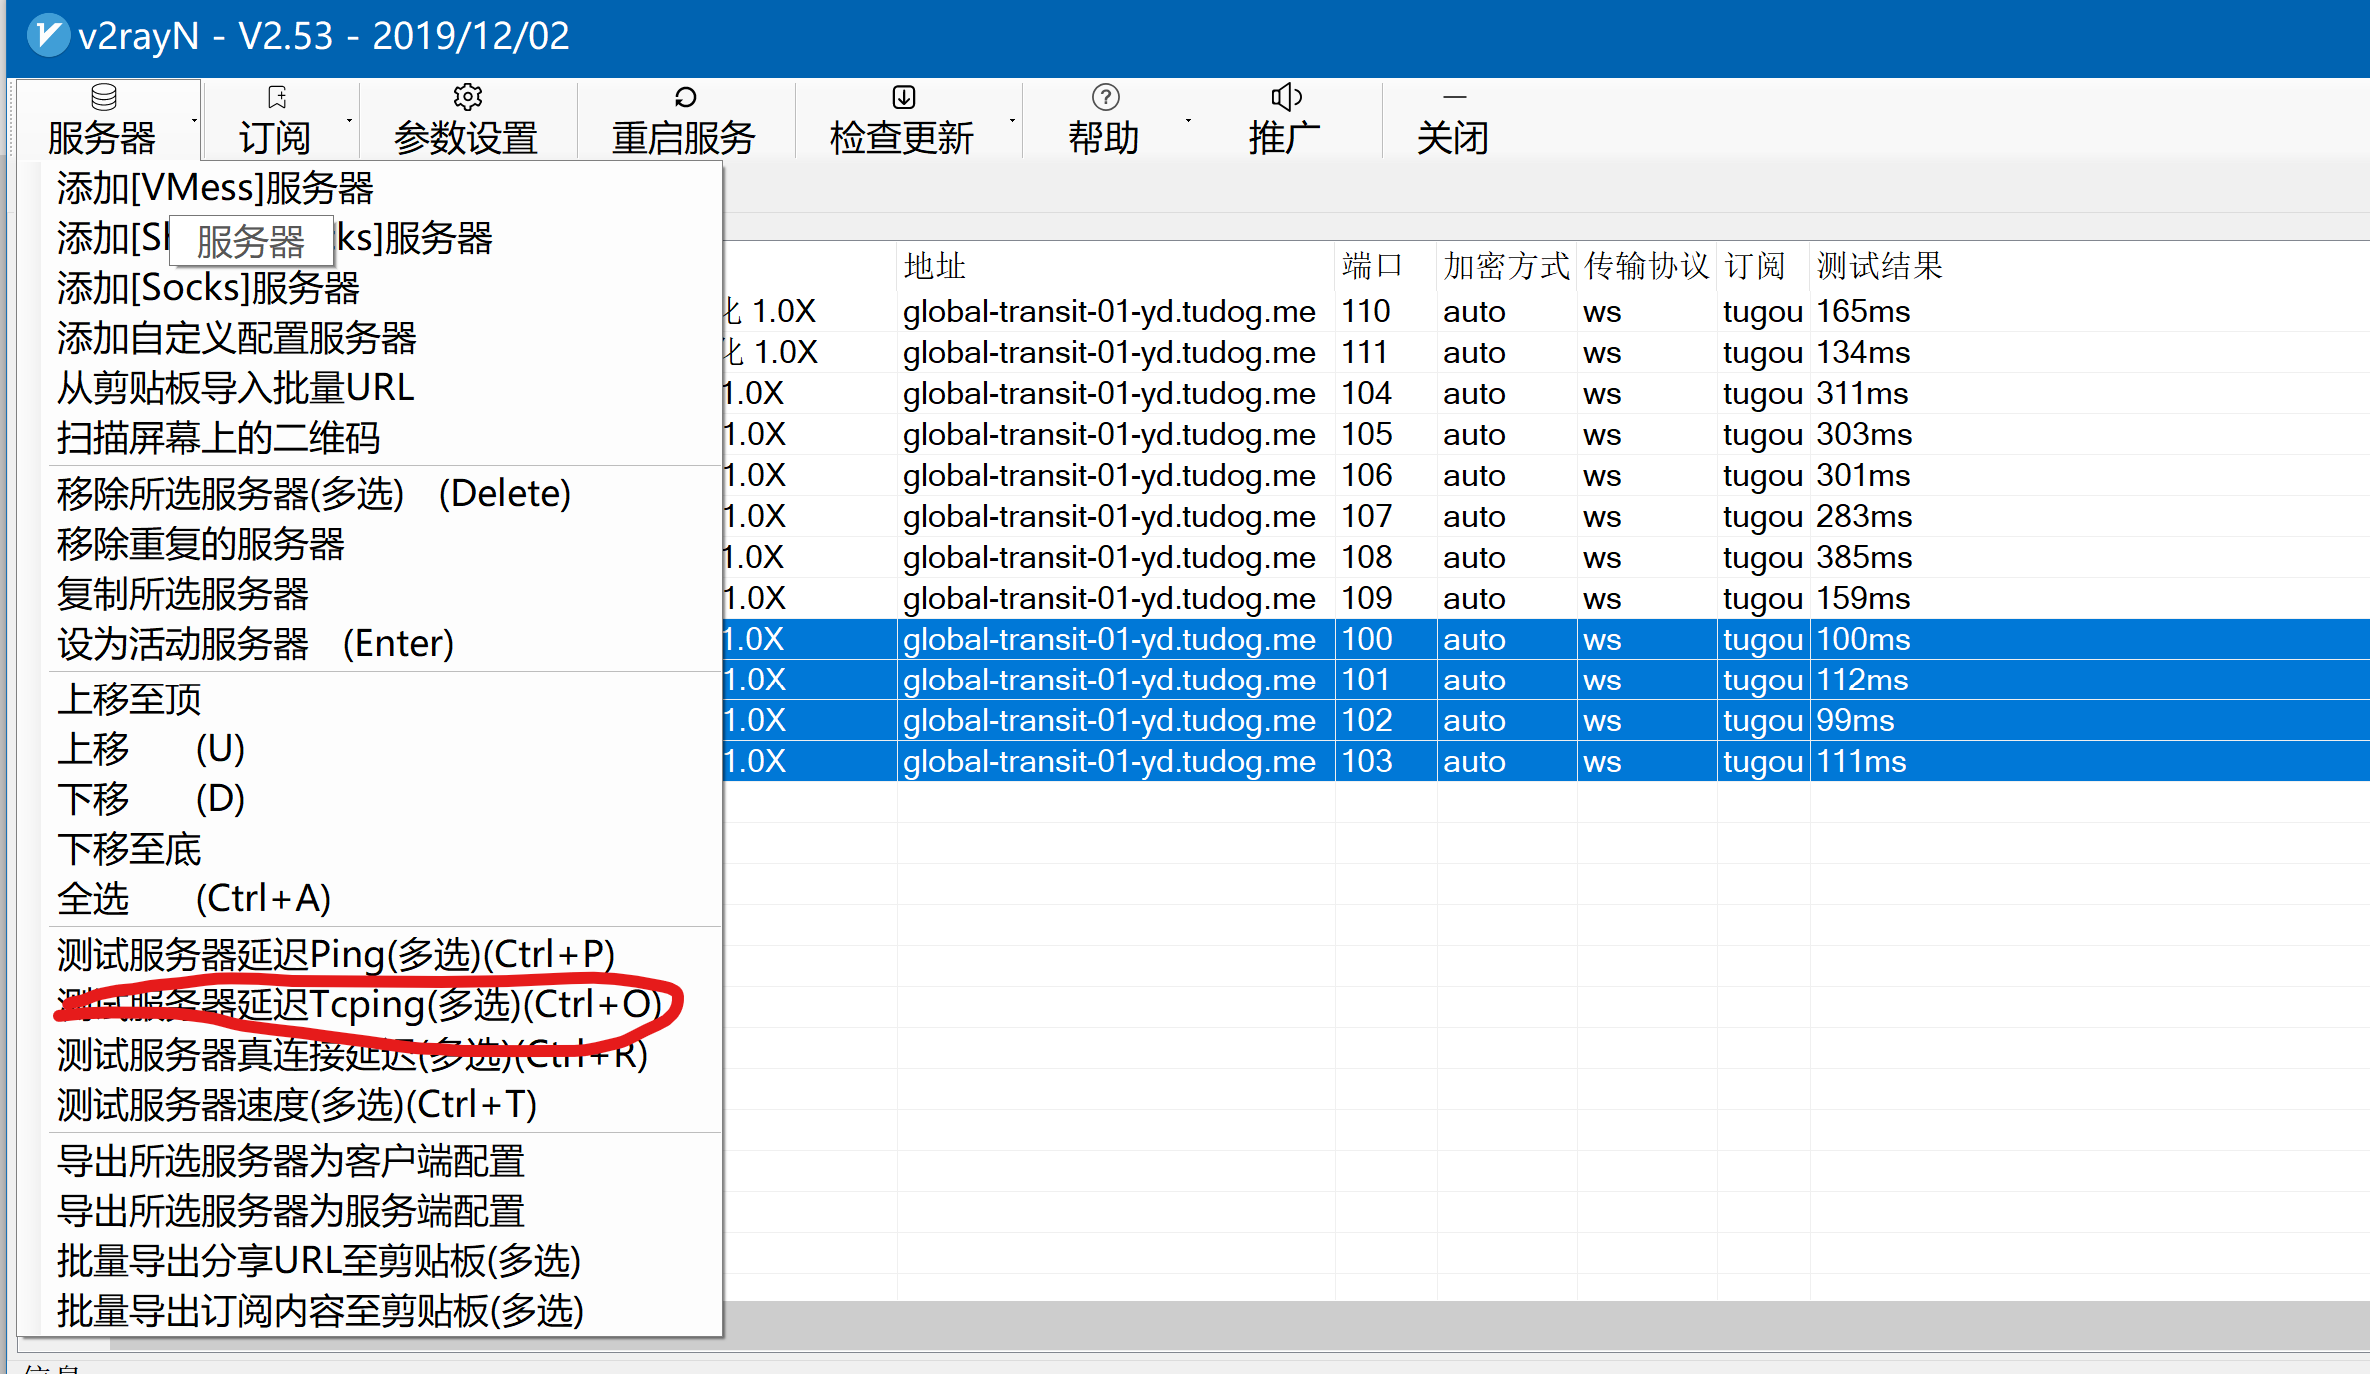 v2rayN - V2.53 - 2019/12/02
服务器 订阅 参数设置 重启服务 检查更新 帮助 推广 关闭
添加[VMess]服务器
添加[Sh ks]服务器
服务器
添加[Socks]服务器
添加自定义配置服务器
从剪贴板导入批量URL
扫描屏幕上的二维码
移除所选服务器(多选) (Delete)
移除重复的服务器
复制所选服务器
设为活动服务器 (Enter)
上移至顶
上移 (U)
下移 (D)
下移至底
全选 (Ctrl+A)
测试服务器延迟Ping(多选)(Ctrl+P)
测试服务器延迟Tcping(多选)(Ctrl+O)
测试服务器真连接延迟(多选)(Ctrl+R)
测试服务器速度(多选)(Ctrl+T)
导出所选服务器为客户端配置
导出所选服务器为服务端配置
批量导出分享URL至剪贴板(多选)
批量导出订阅内容至剪贴板(多选)
地址 端口 加密方式 传输协议 订阅 测试结果
化 1.0X global-transit-01-yd.tudog.me 110 auto ws tugou 165ms
化 1.0X global-transit-01-yd.tudog.me 111 auto ws tugou 134ms
1.0X global-transit-01-yd.tudog.me 104 auto ws tugou 311ms
1.0X global-transit-01-yd.tudog.me 105 auto ws tugou 303ms
1.0X global-transit-01-yd.tudog.me 106 auto ws tugou 301ms
1.0X global-transit-01-yd.tudog.me 107 auto ws tugou 283ms
1.0X global-transit-01-yd.tudog.me 108 auto ws tugou 385ms
1.0X global-transit-01-yd.tudog.me 109 auto ws tugou 159ms
1.0X global-transit-01-yd.tudog.me 100 auto ws tugou 100ms
1.0X global-transit-01-yd.tudog.me 101 auto ws tugou 112ms
1.0X global-transit-01-yd.tudog.me 102 auto ws tugou 99ms
1.0X global-transit-01-yd.tudog.me 103 auto ws tugou 111ms